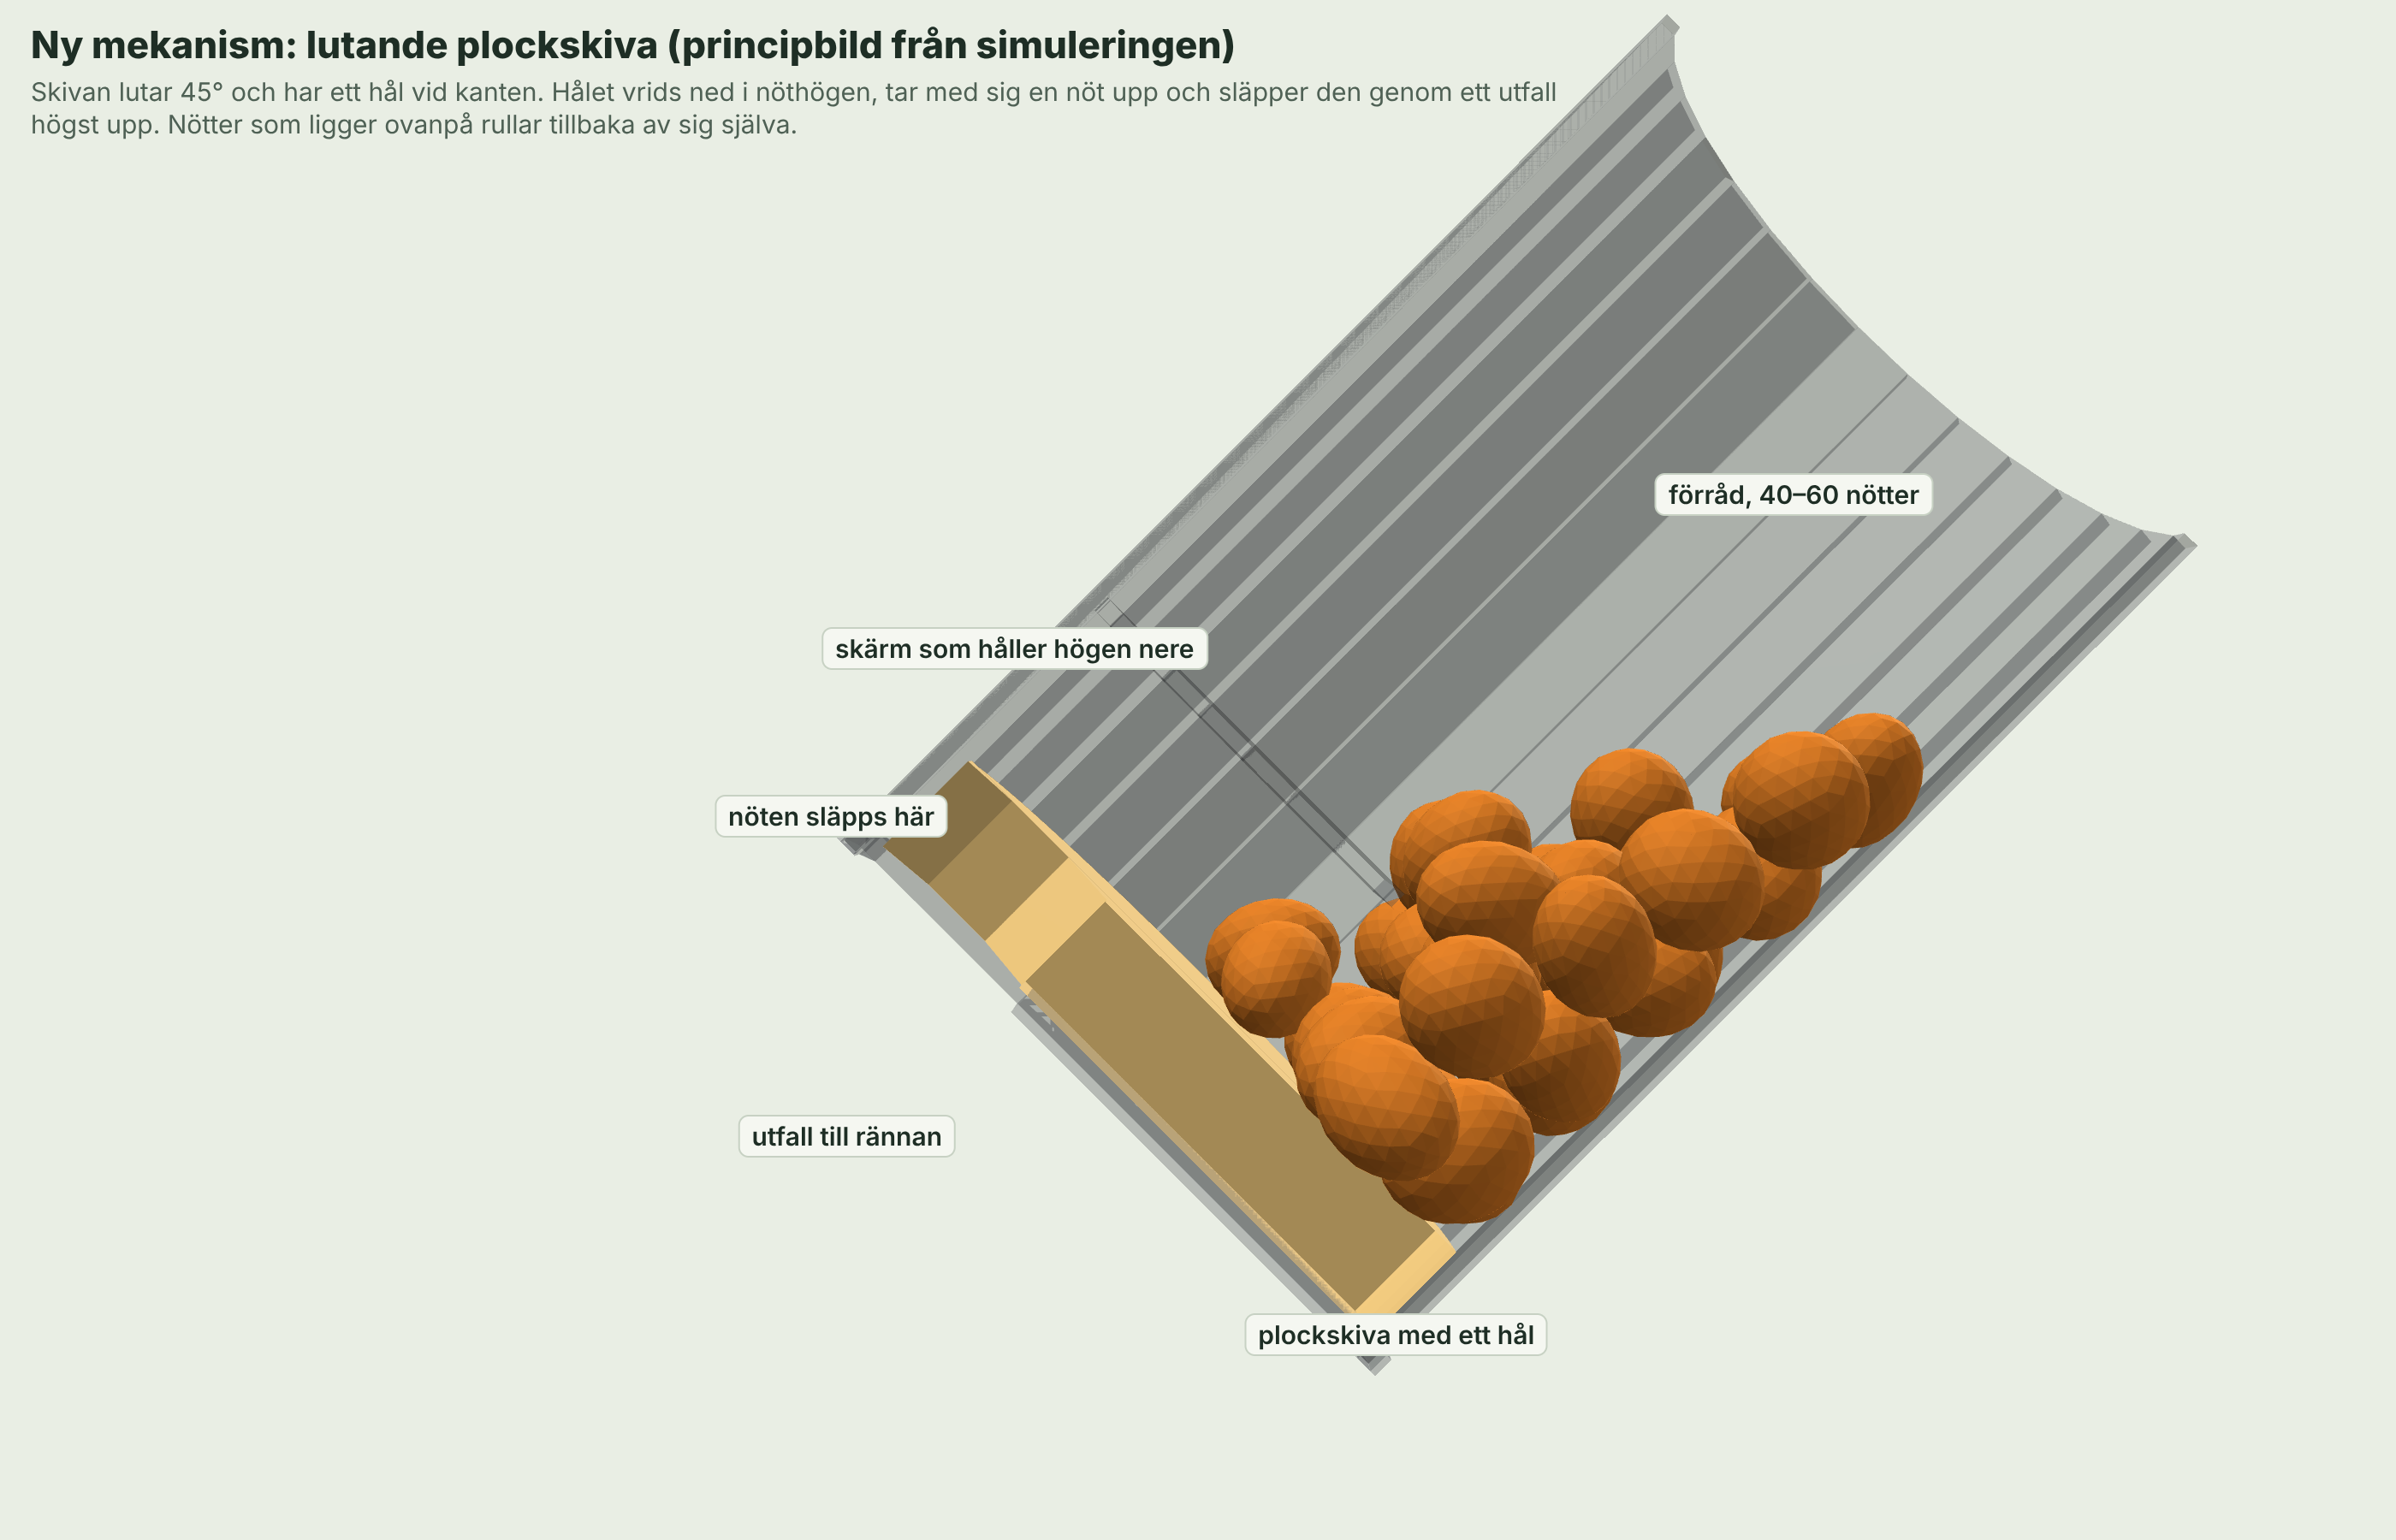 Ny mekanism: lutande plockskiva (principbild från simuleringen)
Skivan lutar 45° och har ett hål vid kanten. Hålet vrids ned i nöthögen, tar med sig en nöt upp och släpper den genom ett utfall
högst upp. Nötter som ligger ovanpå rullar tillbaka av sig själva.
förråd, 40–60 nötter
skärm som håller högen nere
nöten släpps här
utfall till rännan
plockskiva med ett hål